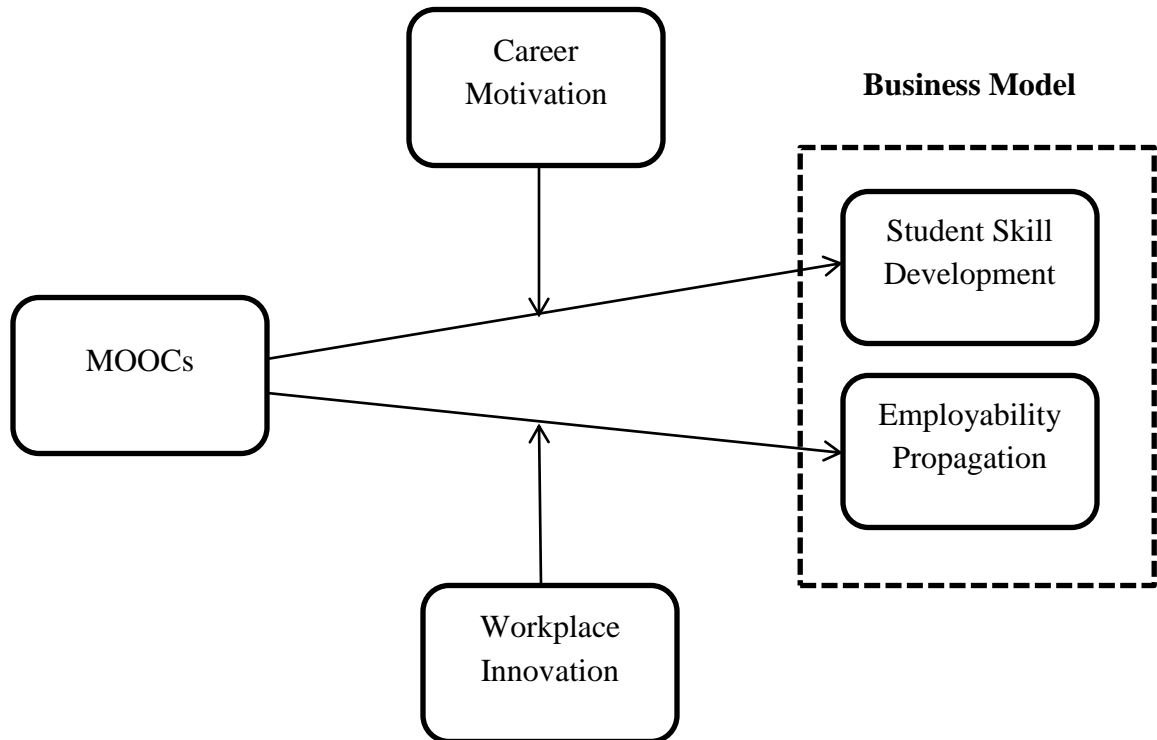 Career
Motivation
Business Model
Student Skill
Development
MOOCs
Employability
Propagation
Workplace
Innovation